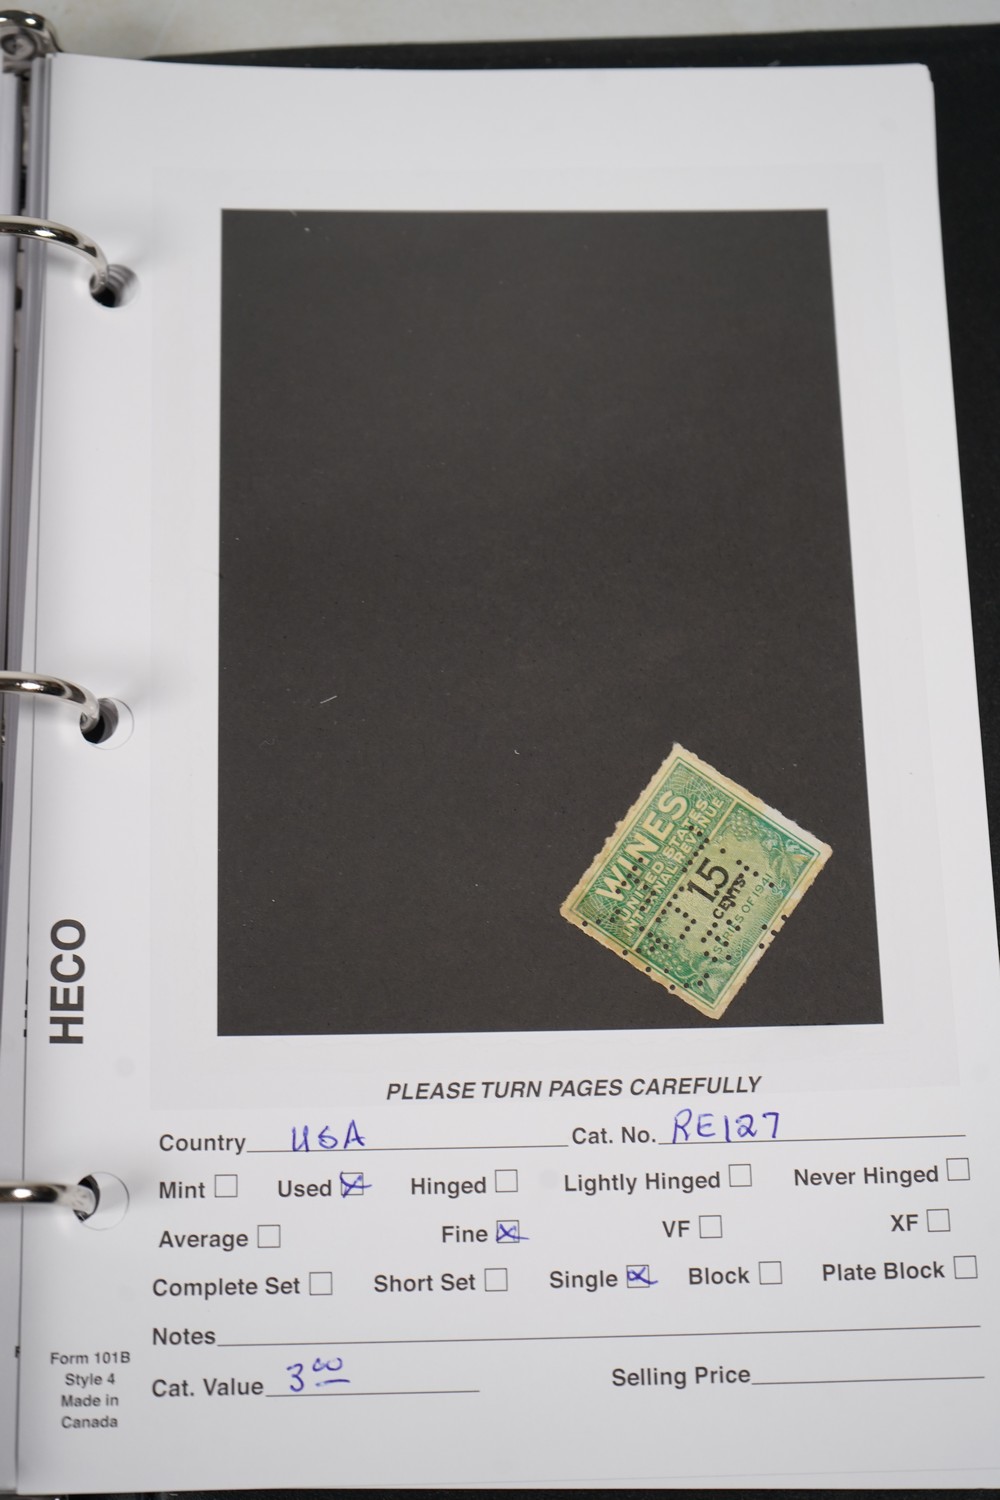 WINES
UNITED STATES
INTERNAL REVENUE
15
CENTS
SERIES OF 1941
HECO
PLEASE TURN PAGES CAREFULLY
Country USA Cat. No. RE127
Mint Used Hinged Lightly Hinged Never Hinged
Average Fine VF XF
Complete Set Short Set Single Block Plate Block
Notes
Cat. Value 3.00 Selling Price
Form 101B
Style 4
Made in
Canada